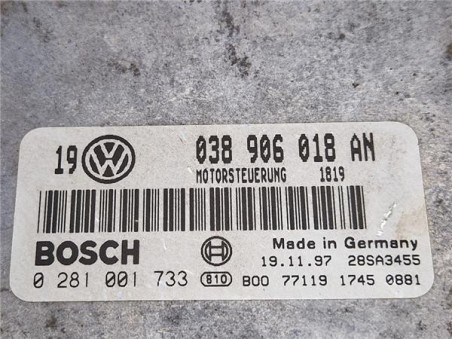 19 VW 038 906 018 AN
MOTORSTEUERUNG 1819
BOSCH Made in Germany
19.11.97 28SA3455
0 281 001 733 810 B00 77119 1745 0881